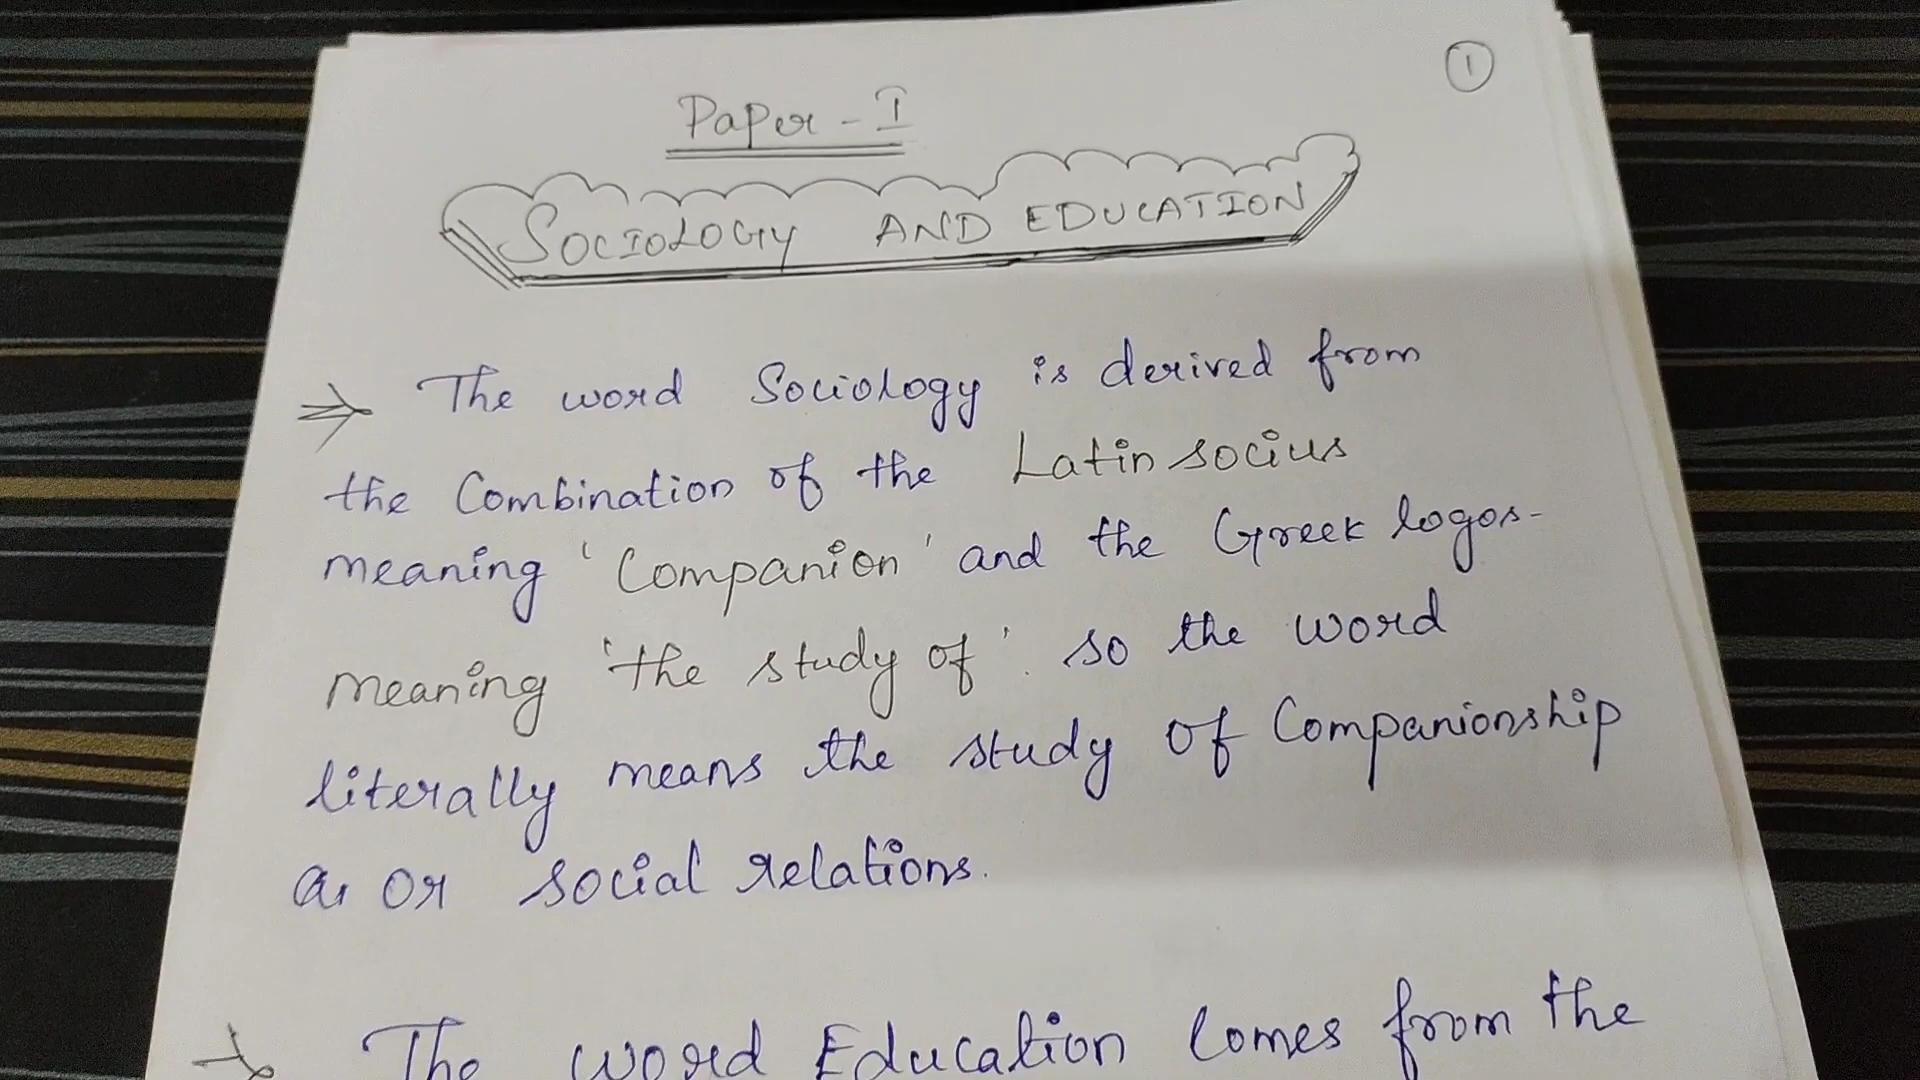 1
Paper - I
SOCIOLOGY AND EDUCATION
⇒ The word Sociology is derived from
the Combination of the Latin socius
meaning 'Companion' and the Greek logos-
meaning 'the study of'. so the word
literally means the study of Companionship
or social relations.
The word Education Comes from the